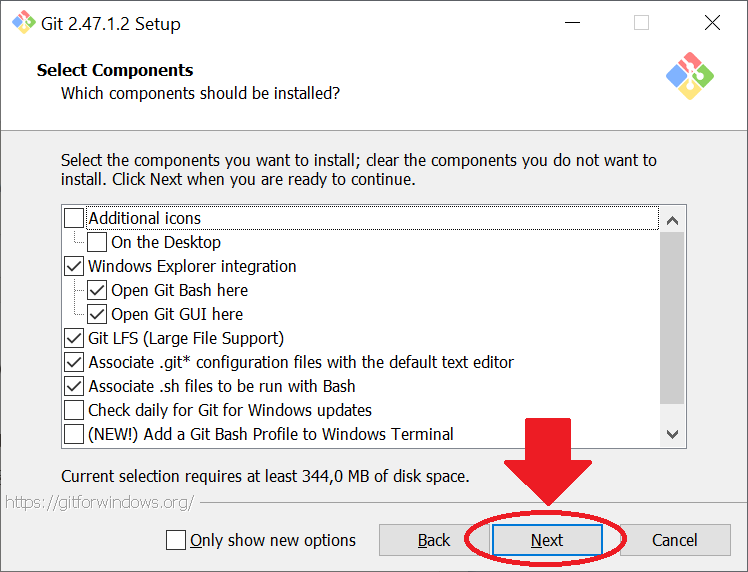 Git 2.47.1.2 Setup
Select Components
Which components should be installed?
Select the components you want to install; clear the components you do not want to
install. Click Next when you are ready to continue.
Additional icons
On the Desktop
Windows Explorer integration
Open Git Bash here
Open Git GUI here
Git LFS (Large File Support)
Associate .git* configuration files with the default text editor
Associate .sh files to be run with Bash
Check daily for Git for Windows updates
(NEW!) Add a Git Bash Profile to Windows Terminal
Current selection requires at least 344,0 MB of disk space.
https://gitforwindows.org/
Only show new options Back Next Cancel